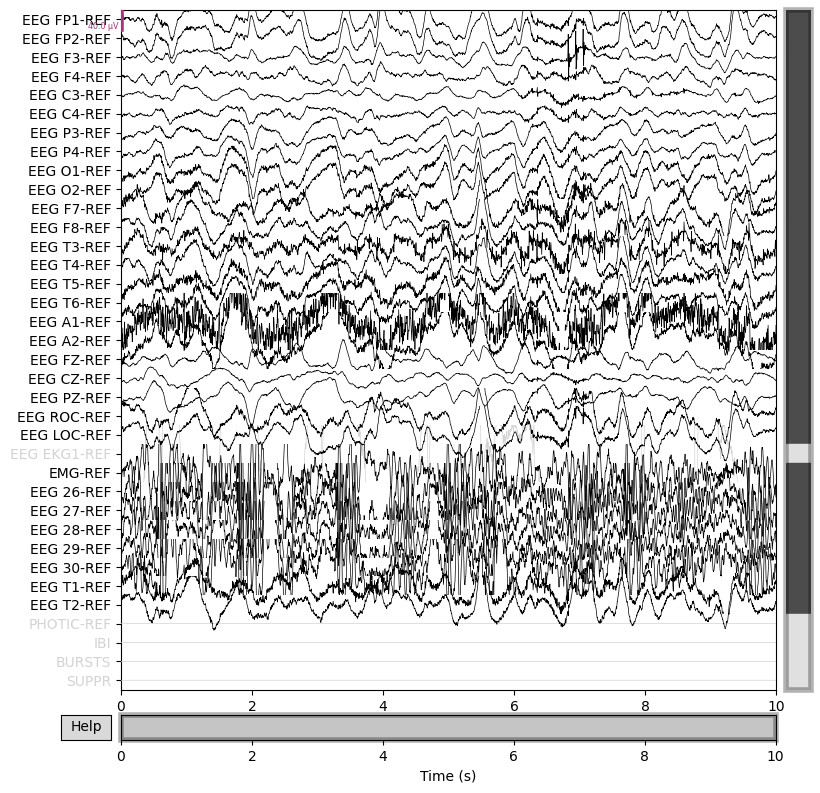 EEG FP1-REF
40.0 µV
EEG FP2-REF
EEG F3-REF
EEG F4-REF
EEG C3-REF
EEG C4-REF
EEG P3-REF
EEG P4-REF
EEG O1-REF
EEG O2-REF
EEG F7-REF
EEG F8-REF
EEG T3-REF
EEG T4-REF
EEG T5-REF
EEG T6-REF
EEG A1-REF
EEG A2-REF
EEG FZ-REF
EEG CZ-REF
EEG PZ-REF
EEG ROC-REF
EEG LOC-REF
EEG EKG1-REF
EMG-REF
EEG 26-REF
EEG 27-REF
EEG 28-REF
EEG 29-REF
EEG 30-REF
EEG T1-REF
EEG T2-REF
PHOTIC-REF
IBI
BURSTS
SUPPR
0 2 4 6 8 10
Help
0 2 4 6 8 10
Time (s)